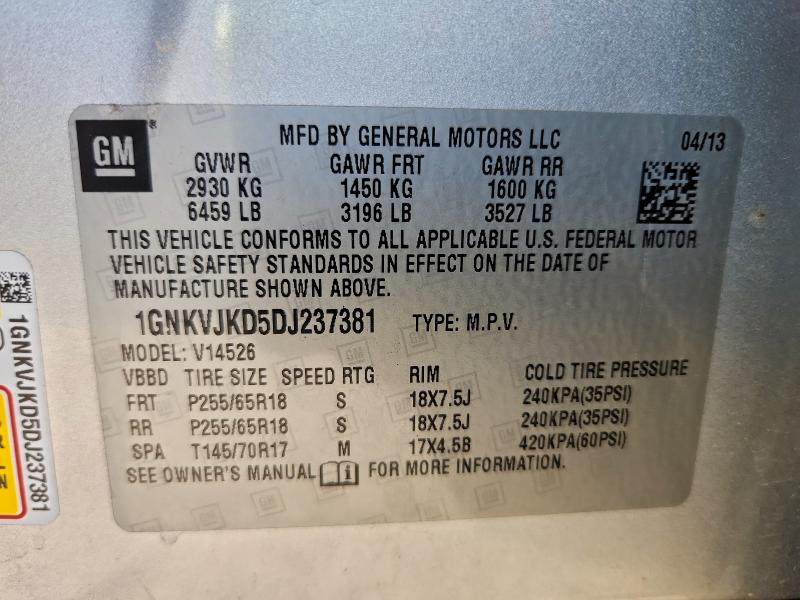 GM
MFD BY GENERAL MOTORS LLC 04/13
GVWR GAWR FRT GAWR RR
2930 KG 1450 KG 1600 KG
6459 LB 3196 LB 3527 LB
THIS VEHICLE CONFORMS TO ALL APPLICABLE U.S. FEDERAL MOTOR
VEHICLE SAFETY STANDARDS IN EFFECT ON THE DATE OF
MANUFACTURE SHOWN ABOVE.
1GNKVJKD5DJ237381 TYPE: M.P.V.
MODEL: V14526
VBBD TIRE SIZE SPEED RTG RIM COLD TIRE PRESSURE
FRT P255/65R18 S 18X7.5J 240KPA(35PSI)
RR P255/65R18 S 18X7.5J 240KPA(35PSI)
SPA T145/70R17 M 17X4.5B 420KPA(60PSI)
SEE OWNER'S MANUAL FOR MORE INFORMATION.
1GNKVJKD5DJ237381